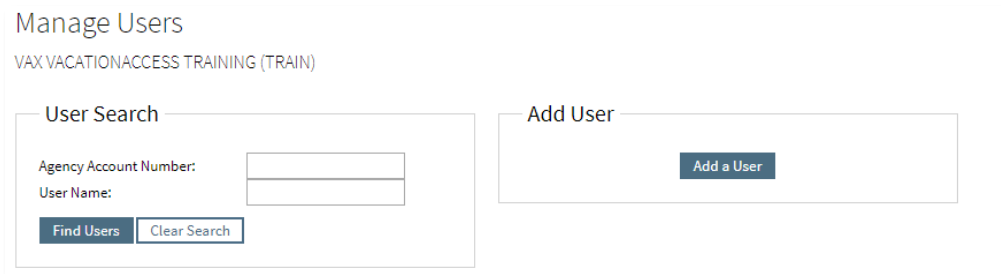 Manage Users
VAX VACATIONACCESS TRAINING (TRAIN)
User Search
Agency Account Number:
User Name:
Find Users Clear Search
Add User
Add a User